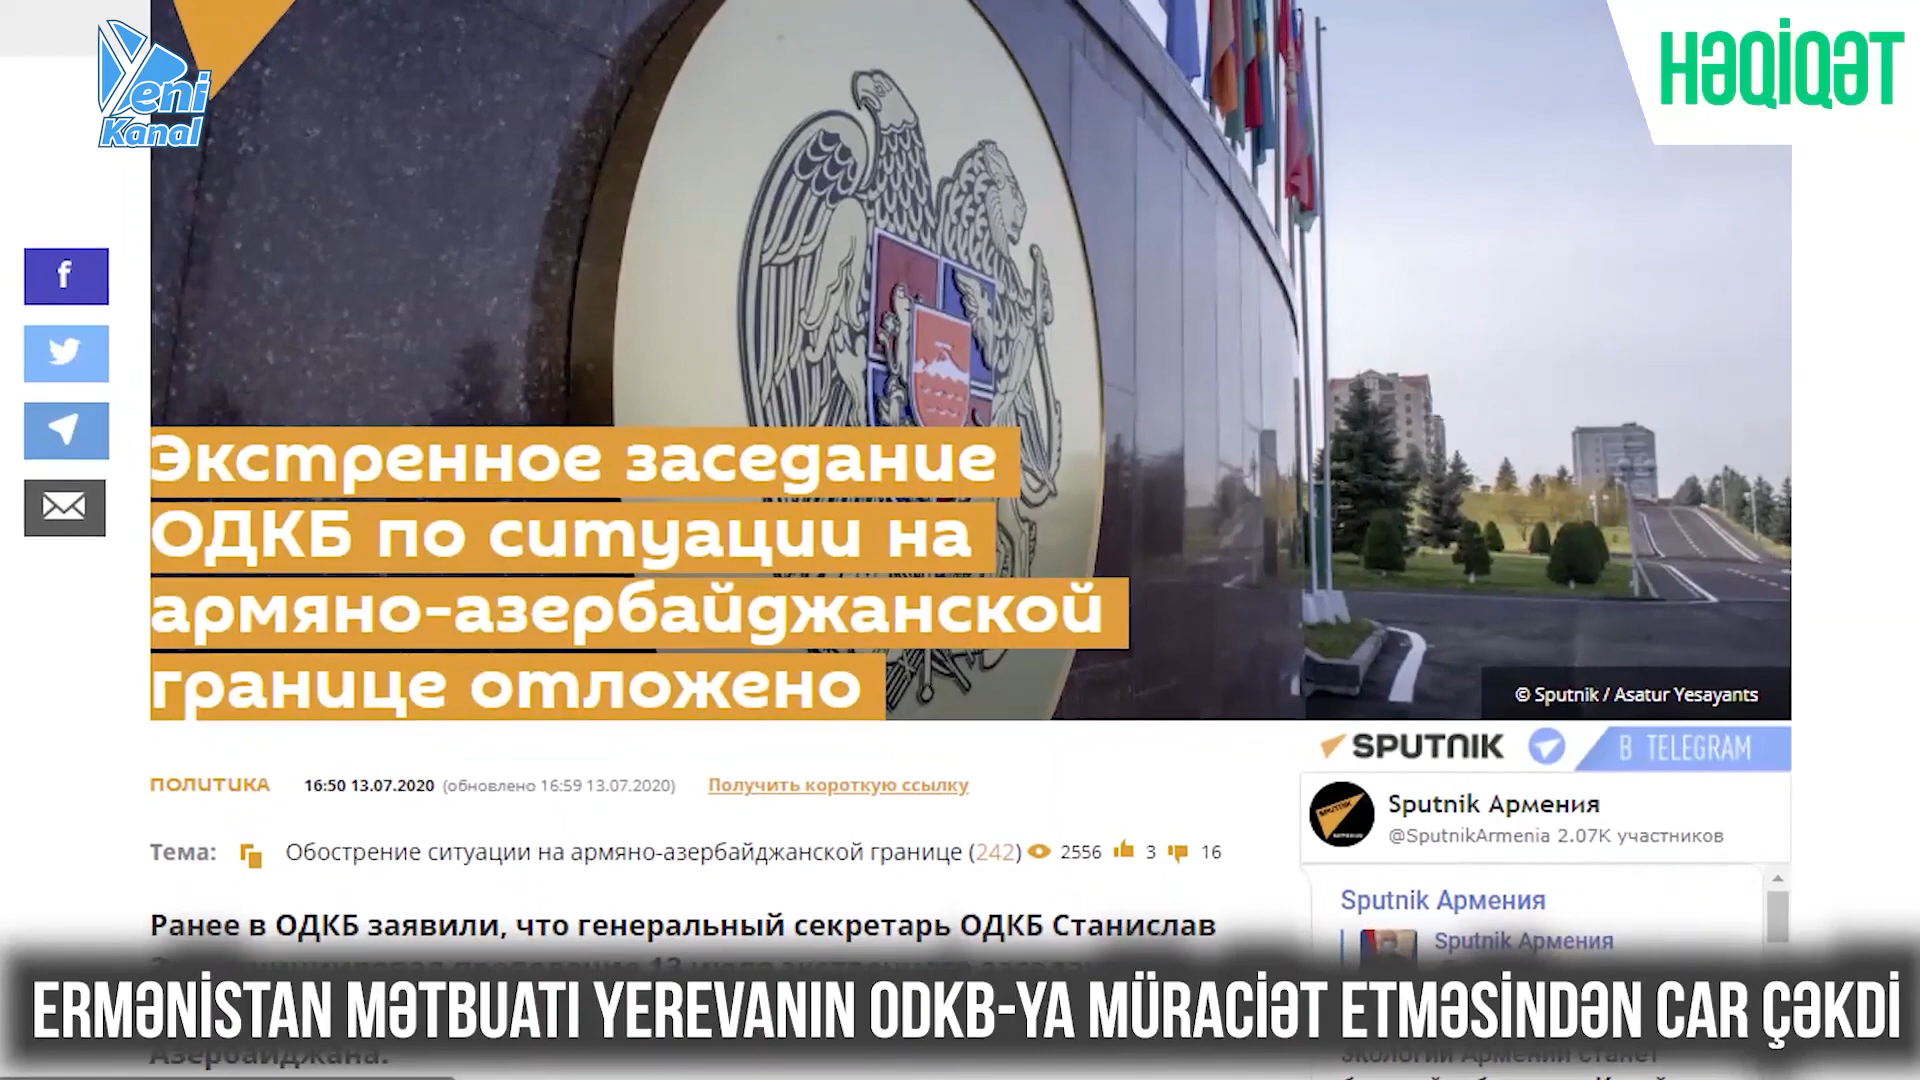 Yeni
Kanal
HƏQİQƏT
f
Экстренное заседание
ОДКБ по ситуации на
армяно-азербайджанской
границе отложено
© Sputnik / Asatur Yesayants
SPUTNIK В TELEGRAM
ПОЛИТИКА 16:50 13.07.2020 (обновлено 16:59 13.07.2020) Получить короткую ссылку
Sputnik Армения
@SputnikArmenia 2.07K участников
Тема: Обострение ситуации на армяно-азербайджанской границе (242) 2556 3 16
Sputnik Армения
Sputnik Армения
Ранее в ОДКБ заявили, что генеральный секретарь ОДКБ Станислав
ERMƏNİSTAN MƏTBUATI YEREVANIN ODKB-YA MÜRACİƏT ETMƏSİNDƏN CAR ÇƏKDİ
Азербайджана.